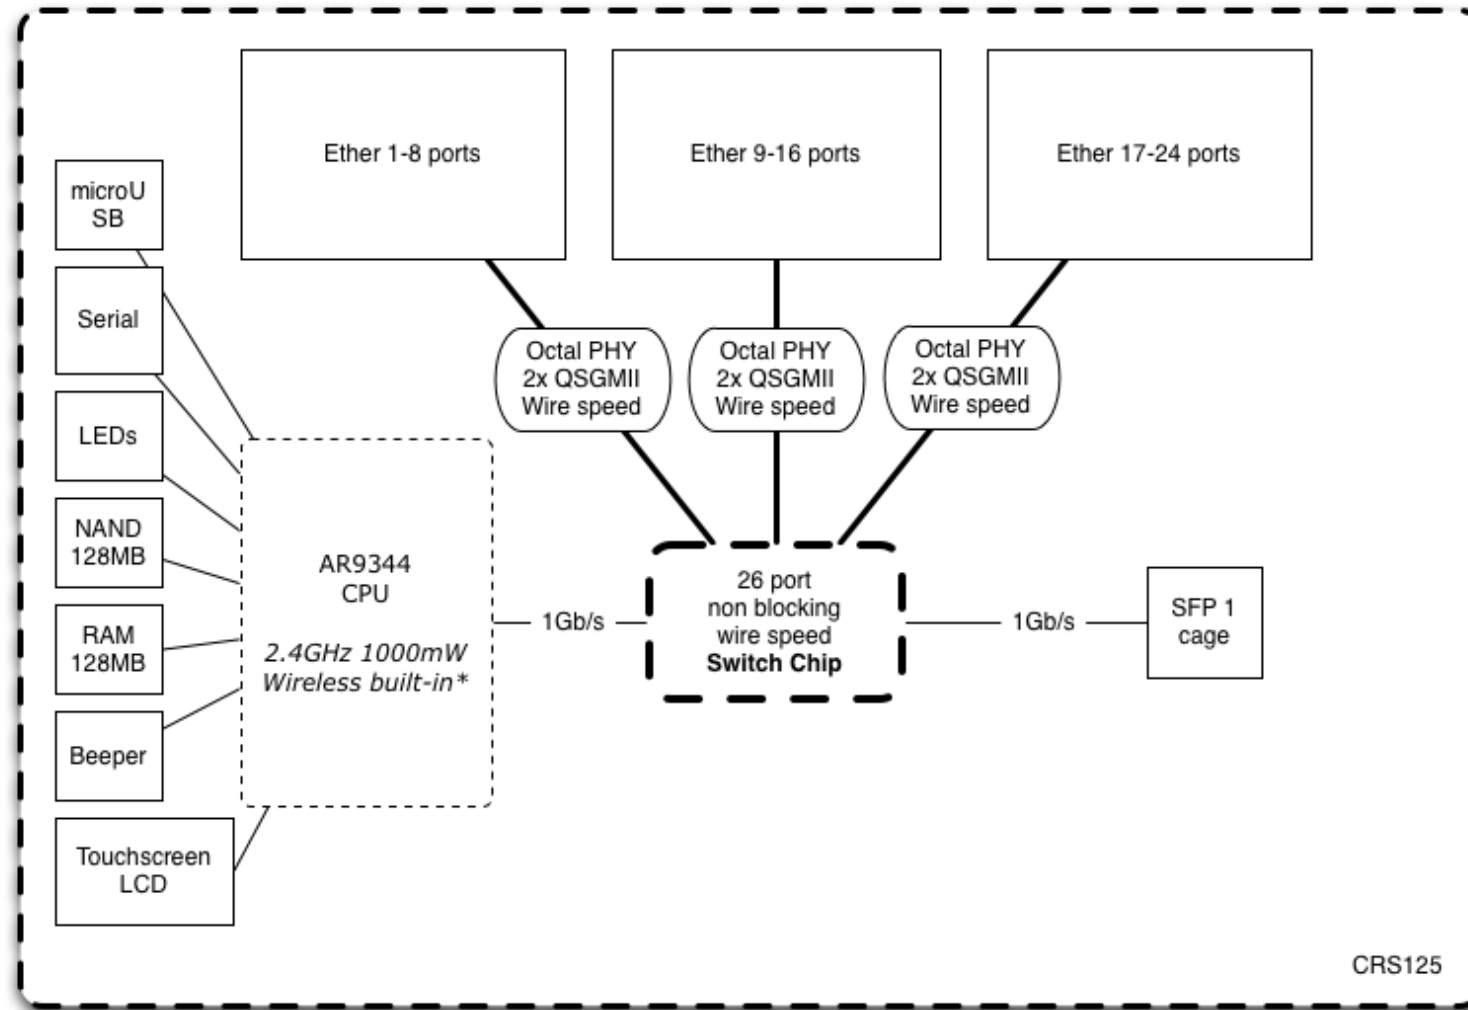 Ether 1-8 ports
Ether 9-16 ports
Ether 17-24 ports
microU
SB
Serial
LEDs
NAND
128MB
RAM
128MB
Beeper
Touchscreen
LCD
Octal PHY
2x QSGMII
Wire speed
Octal PHY
2x QSGMII
Wire speed
Octal PHY
2x QSGMII
Wire speed
AR9344
CPU
2.4GHz 1000mW
Wireless built-in*
1Gb/s
26 port
non blocking
wire speed
Switch Chip
1Gb/s
SFP 1
cage
CRS125